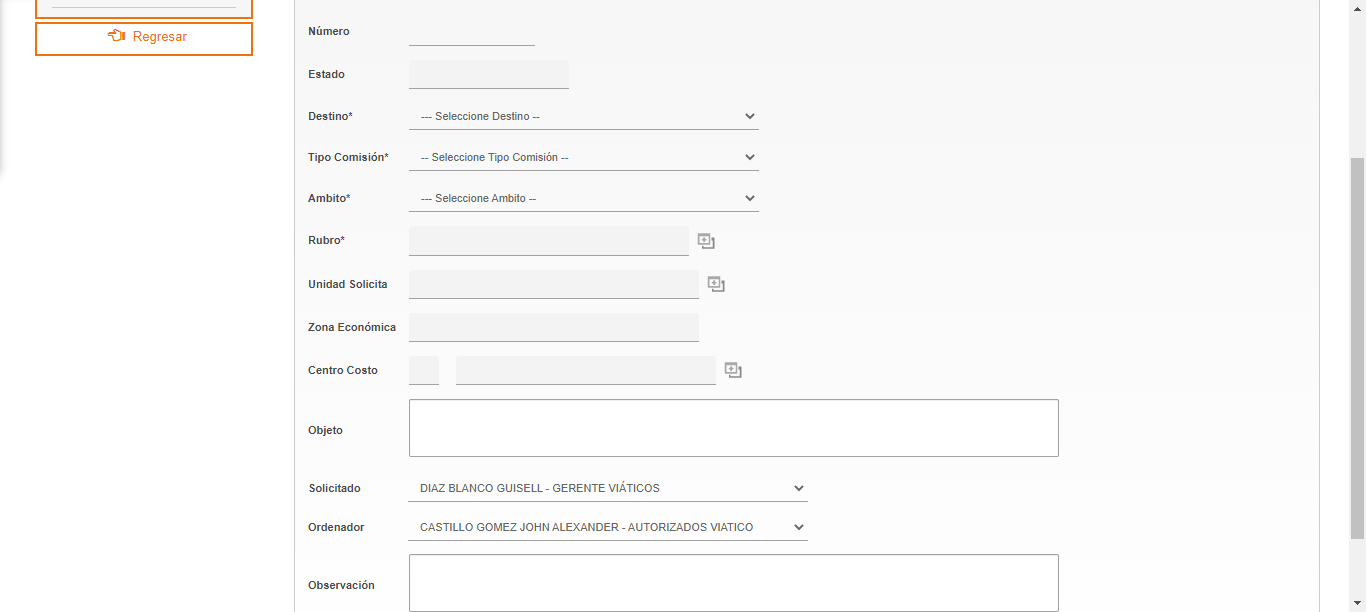 Regresar
Número
Estado
Destino* --- Seleccione Destino --
Tipo Comisión* -- Seleccione Tipo Comisión --
Ambito* --- Seleccione Ambito --
Rubro*
Unidad Solicita
Zona Económica
Centro Costo
Objeto
Solicitado DIAZ BLANCO GUISELL - GERENTE VIÁTICOS
Ordenador CASTILLO GOMEZ JOHN ALEXANDER - AUTORIZADOS VIATICO
Observación